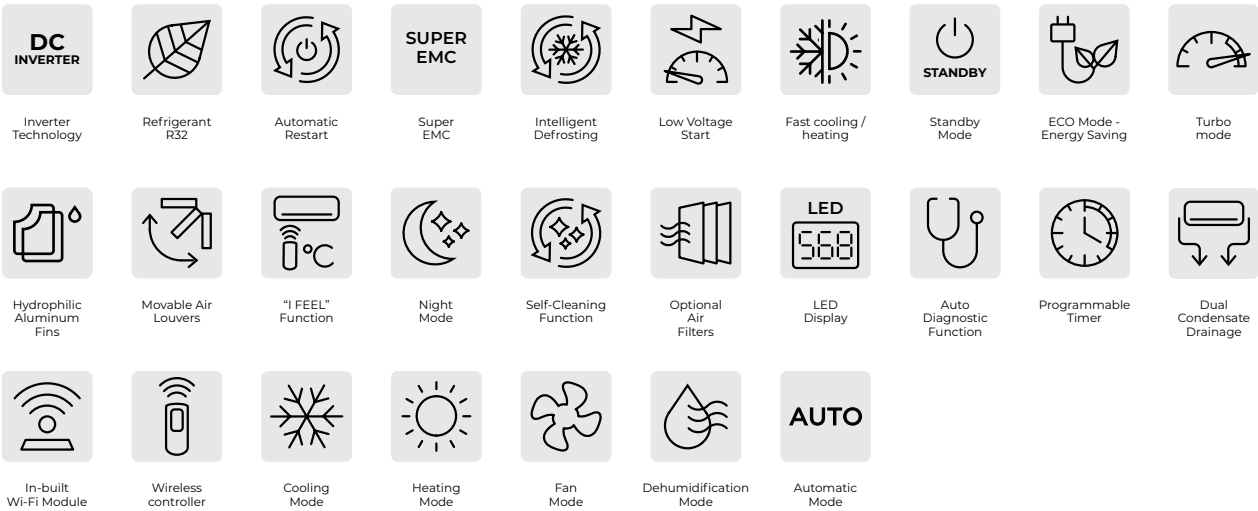 DC
INVERTER
Inverter
Technology
Refrigerant
R32
Automatic
Restart
SUPER
EMC
Super
EMC
Intelligent
Defrosting
Low Voltage
Start
Fast cooling /
heating
STANDBY
Standby
Mode
ECO Mode -
Energy Saving
Turbo
mode
Hydrophilic
Aluminum
Fins
Movable Air
Louvers
°C
“I FEEL”
Function
Night
Mode
Self-Cleaning
Function
Optional
Air
Filters
LED
568
LED
Display
Auto
Diagnostic
Function
Programmable
Timer
Dual
Condensate
Drainage
In-built
Wi-Fi Module
Wireless
controller
Cooling
Mode
Heating
Mode
Fan
Mode
Dehumidification
Mode
AUTO
Automatic
Mode